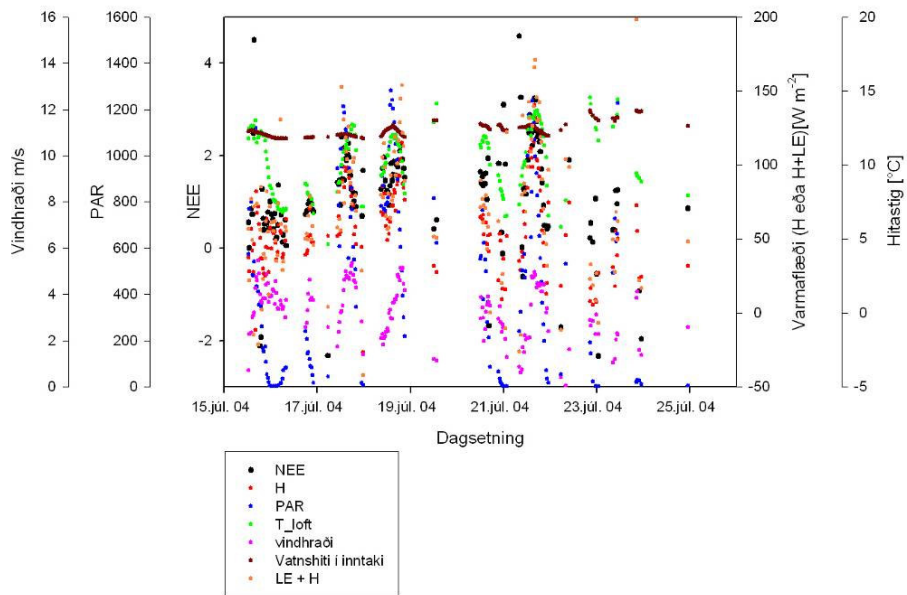 16
14
12
10
8
6
4
2
0
Vindhraði m/s
1600
1400
1200
1000
800
600
400
200
0
PAR
4
2
0
-2
NEE
200
150
100
50
0
-50
Varmaflæði (H eða H+LE)[W m-2)
20
15
10
5
0
-5
Hitastig [°C)
15.júl. 04 17.júl. 04 19.júl. 04 21.júl. 04 23.júl. 04 25.júl. 04
Dagsetning
NEE
H
PAR
T_loft
vindhraði
Vatnshiti í inntaki
LE + H